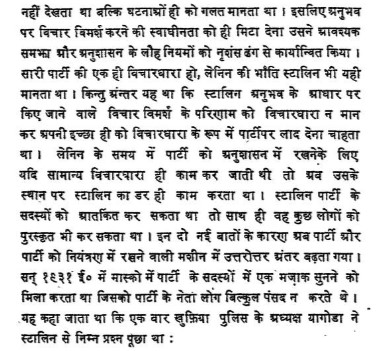 नहीं देखता था बल्कि घटनाओं ही को गलत मानता था । इसलिए अनुभव
पर विचार विमर्श करने की स्वाधीनता को ही मिटा देना उसने आवश्यक
समझा और अनुशासन के लौह नियमों को नृशंस ढंग से कार्यान्वित किया ।
सारी पार्टी की एक ही विचारधारा हो, लेनिन की भाँति स्टालिन भी यही
मानता था । किन्तु अंन्तर यह था कि स्टालिन अनुभव के आधार पर
किए जाने वाले विचार विमर्श के परिणाम को विचारधारा न मान
कर अपनी इच्छा ही को विचारधारा के रूप में पार्टीपर लाद देना चाहता
था । लेनिन के समय में पार्टी को अनुशासन में रखनेके लिए
यदि सामान्य विचारधारा ही काम कर जाती थी तो अब उसके
स्थान पर स्टालिन का डर ही काम करता था । स्टालिन पार्टी के
सदस्यों को आतंकित कर सकता था तो साथ ही वह कुछ लोगों को
पुरस्कृत भी कर सकता था । इन दो नई बातों के कारण अब पार्टी और
पार्टी को नियंत्रण में रखने वाली मशीन में उत्तरोत्तर अंतर बढ़ता गया ।
सन् १९३१ ई० में मास्को में पार्टी के सदस्यों में एक मज़ाक सुनने को
मिला करता था जिसको पार्टी के नेता लोग बिल्कुल पसंद न करते थे ।
यह कहा जाता था कि एक बार खुफ़िया पुलिस के अध्यक्ष यागोडा ने
स्टालिन से निम्न प्रश्न पूछा था :